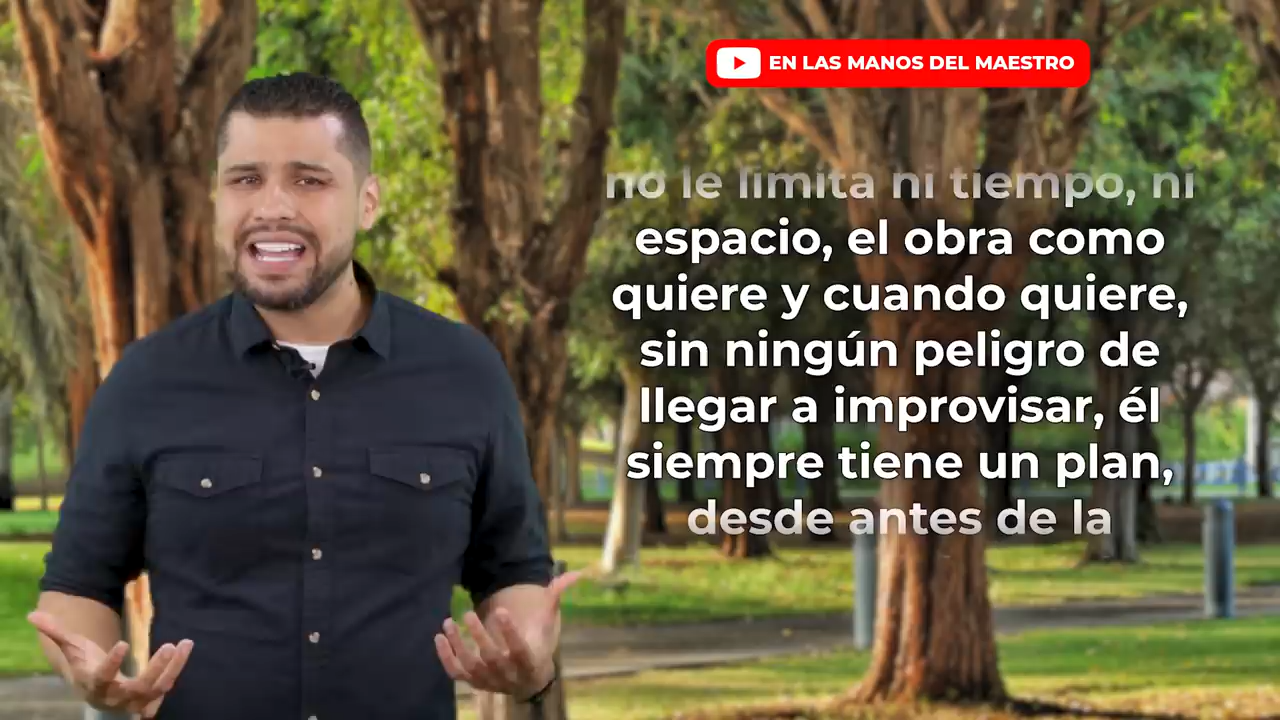 EN LAS MANOS DEL MAESTRO
no le limita ni tiempo, ni
espacio, el obra como
quiere y cuando quiere,
sin ningún peligro de
llegar a improvisar, él
siempre tiene un plan,
desde antes de la